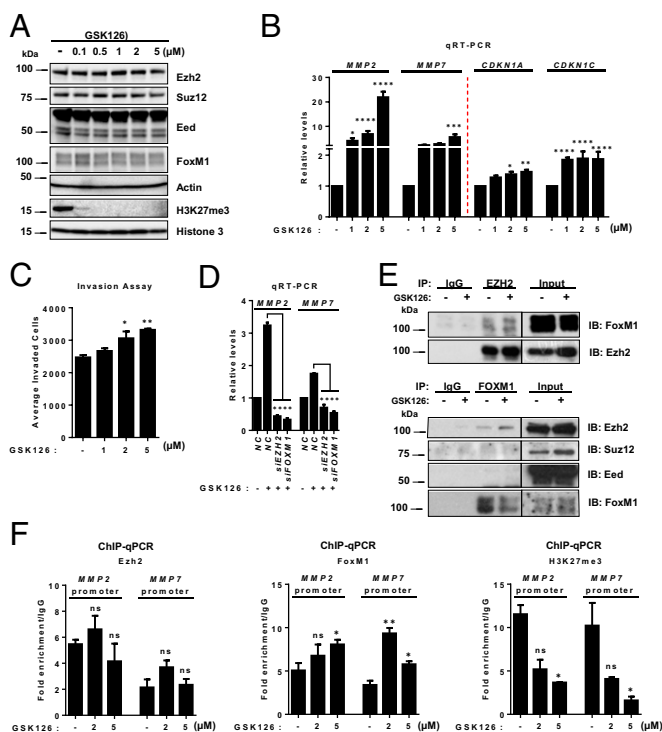 A
GSK126)
kDa - 0.1 0.5 1 2 5 (μM)
100 Ezh2
75 Suz12
50 Eed
100 FoxM1
50 Actin
15 H3K27me3
15 Histone 3
B
qRT-PCR
MMP2 MMP7 CDKN1A CDKN1C
Relative levels
30
20
10
2
1
0
* **** **** *** * ** **** **** ****
GSK126 : - 1 2 5 - 1 2 5 - 1 2 5 - 1 2 5
(μM)
C
Invasion Assay
Average Invaded Cells
4000
3000
2000
1000
0
* **
GSK126 : - 1 2 5 (μM)
D
qRT-PCR
MMP2 MMP7
Relative levels
4
3
2
1
0
**** ****
NC NC siEZH2 siFOXM1 NC NC siEZH2 siFOXM1
GSK126 : - + + + - + + +
E
IP: IgG EZH2 Input
GSK126: - + - + - +
kDa
100 IB: FoxM1
100 IB: Ezh2
IP: IgG FOXM1 Input
GSK126: - + - + - +
kDa
100 IB: Ezh2
75 IB: Suz12
50 IB: Eed
100 IB: FoxM1
F
ChIP-qPCR
Ezh2
MMP2 promoter MMP7 promoter
Fold enrichment/IgG
10
8
6
4
2
0
ns ns ns ns
GSK126 : - 2 5 - 2 5 (μM)
ChIP-qPCR
FoxM1
MMP2 promoter MMP7 promoter
Fold enrichment/IgG
15
10
5
0
ns * ** *
GSK126 : - 2 5 - 2 5 (μM)
ChIP-qPCR
H3K27me3
MMP2 promoter MMP7 promoter
Fold enrichment/IgG
15
10
5
0
ns * ns *
GSK126 : - 2 5 - 2 5 (μM)